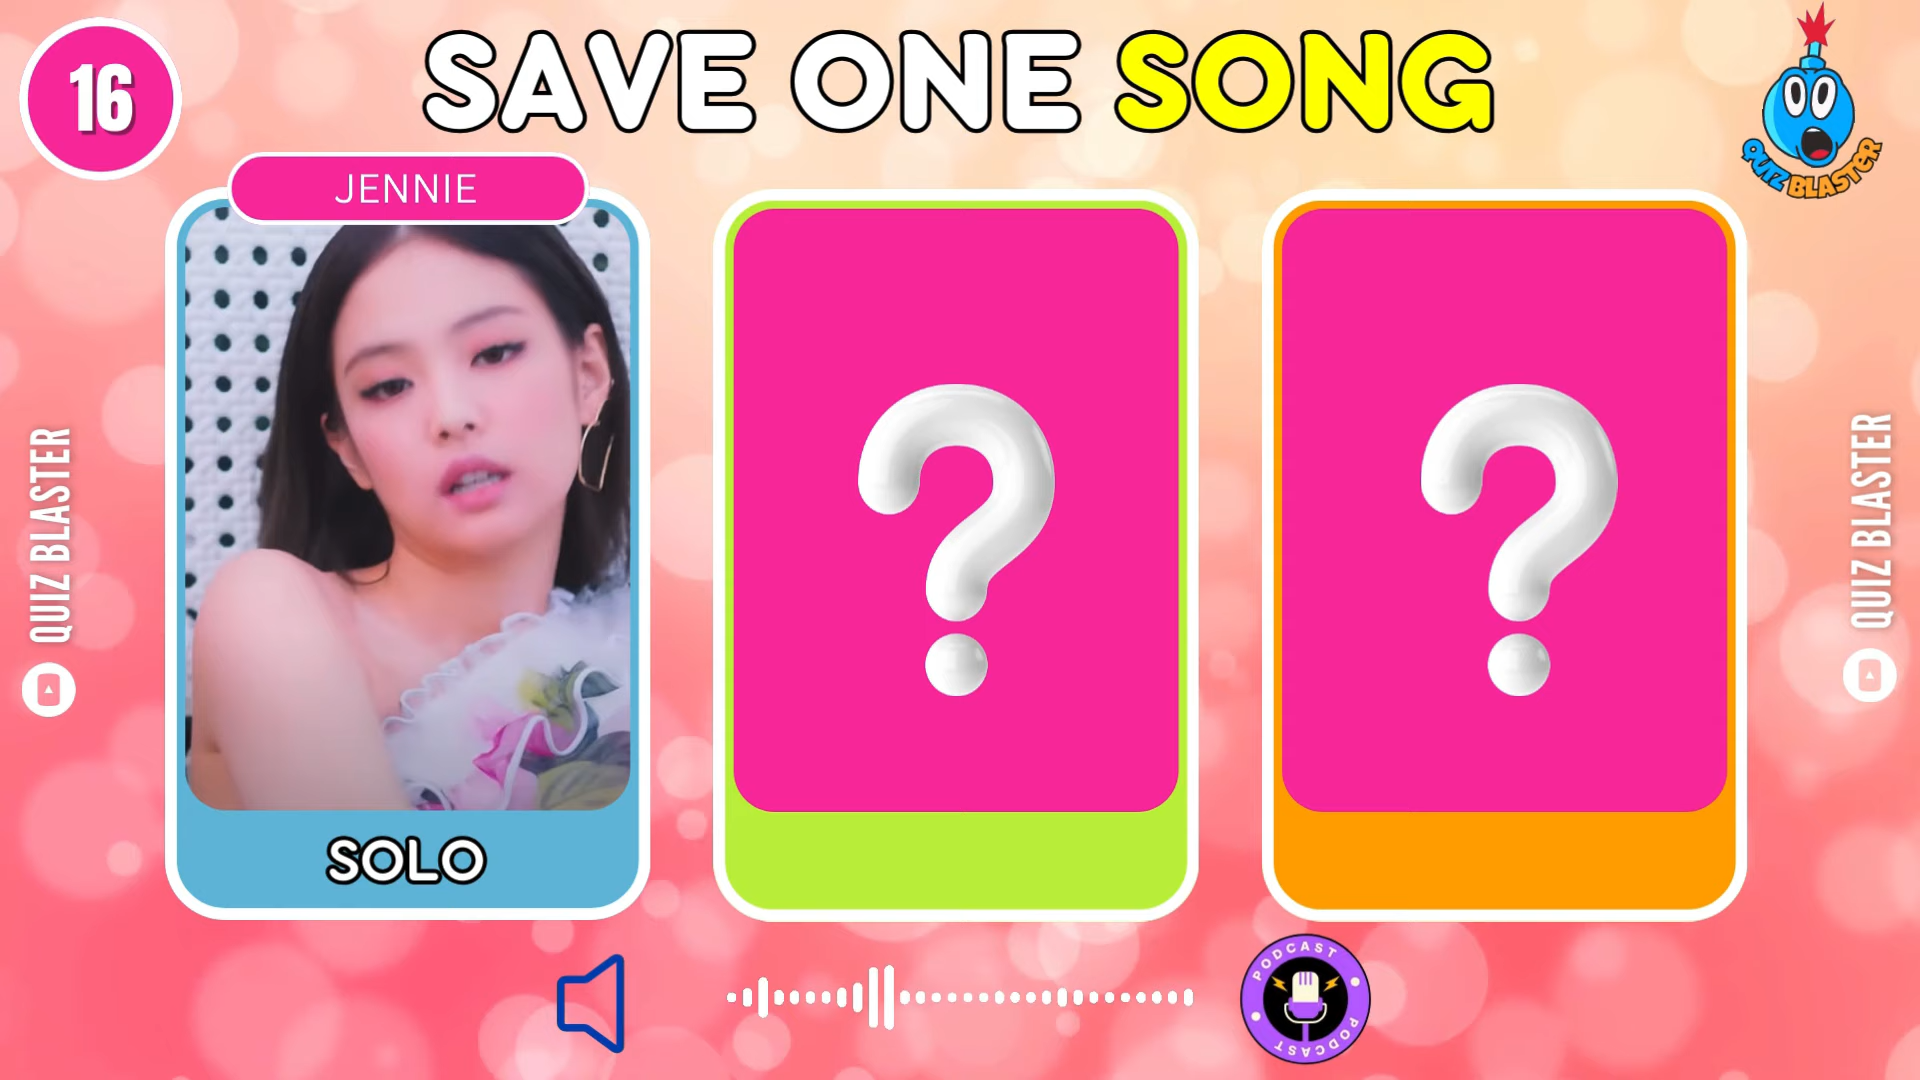 16
SAVE ONE SONG
QUIZ BLASTER
JENNIE
SOLO
QUIZ BLASTER
QUIZ BLASTER
PODCAST
PODCAST